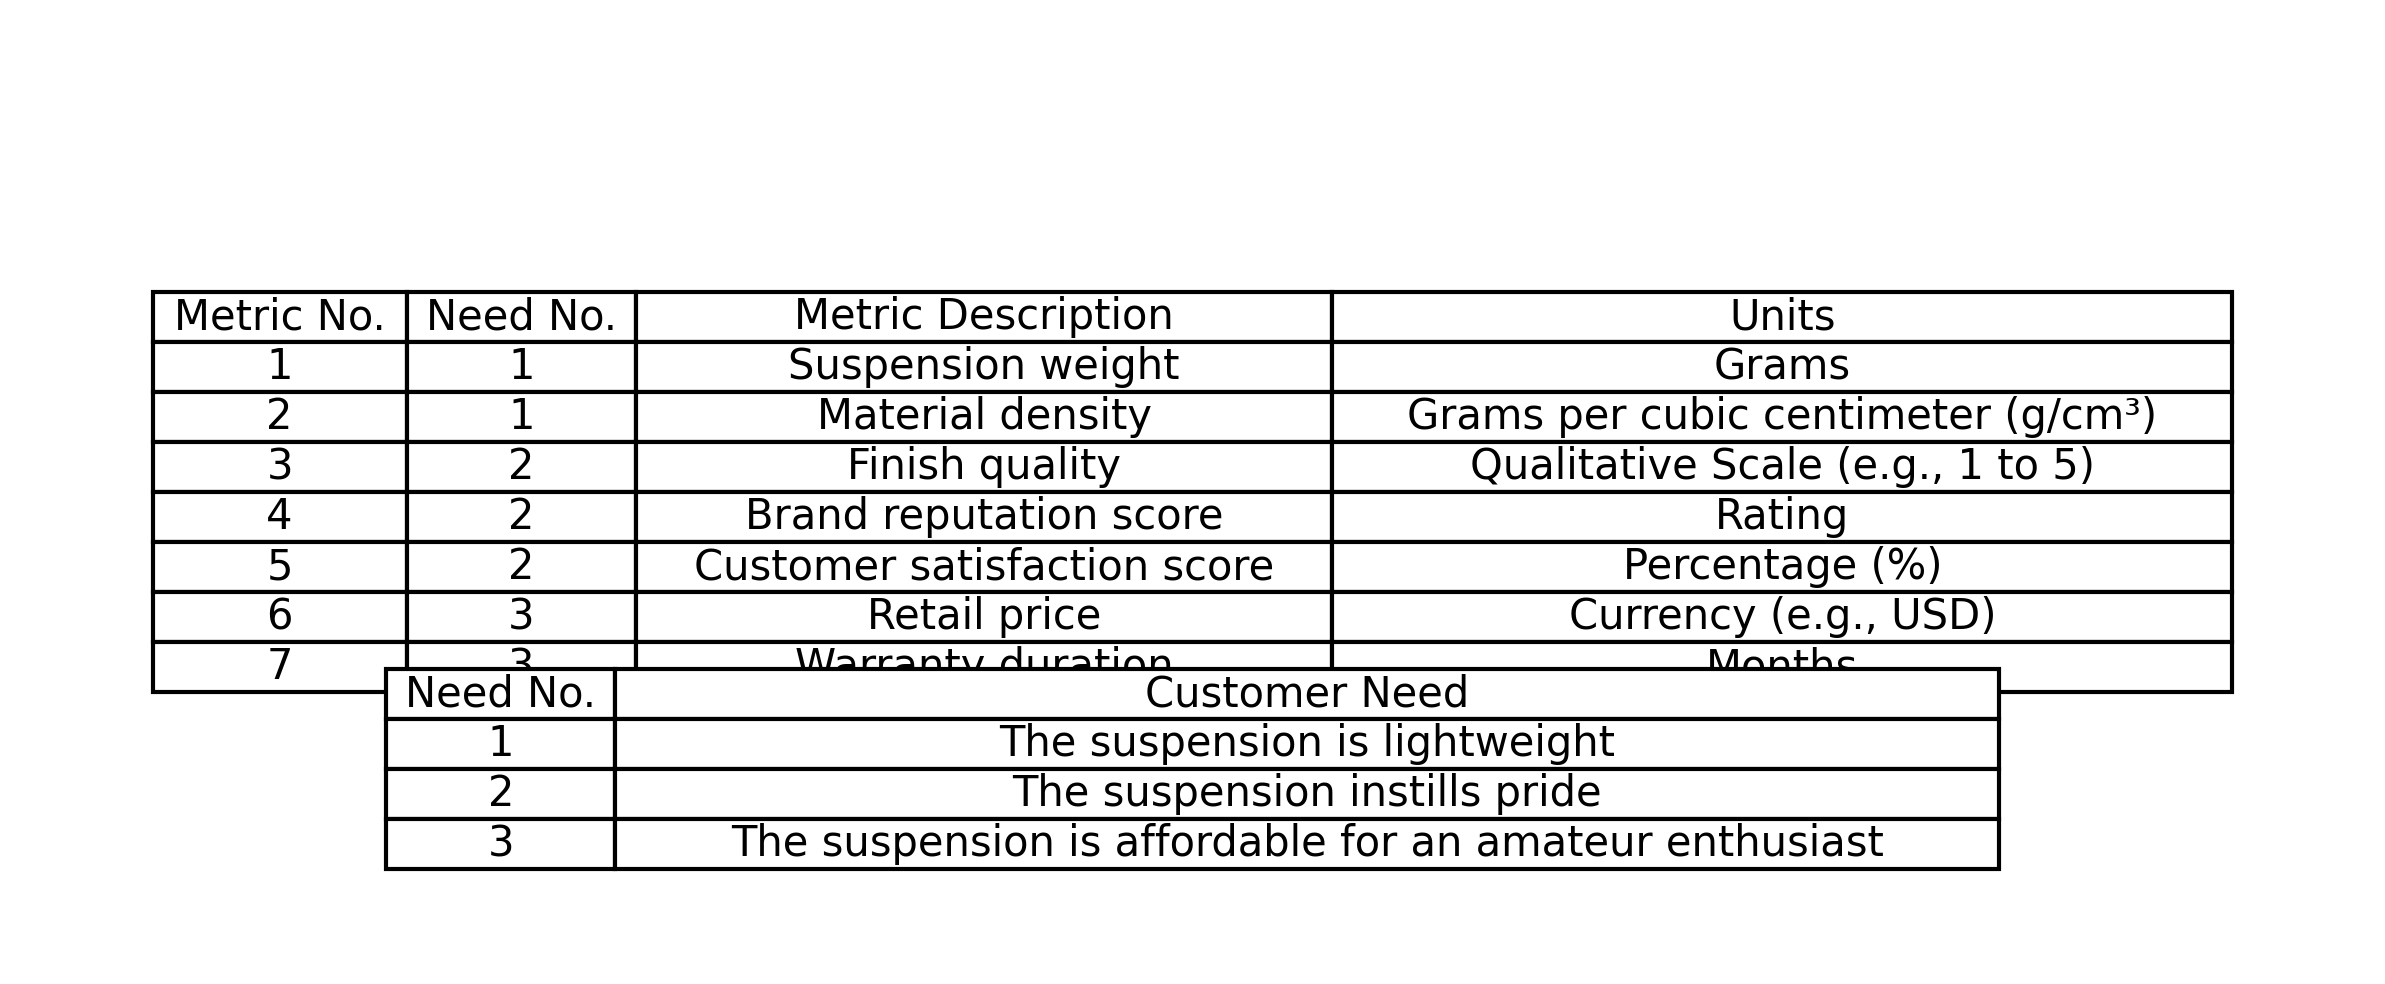 Metric No. Need No. Metric Description Units
1 1 Suspension weight Grams
2 1 Material density Grams per cubic centimeter (g/cm³)
3 2 Finish quality Qualitative Scale (e.g., 1 to 5)
4 2 Brand reputation score Rating
5 2 Customer satisfaction score Percentage (%)
6 3 Retail price Currency (e.g., USD)
7 3 Warranty duration Months
Need No. Customer Need
1 The suspension is lightweight
2 The suspension instills pride
3 The suspension is affordable for an amateur enthusiast